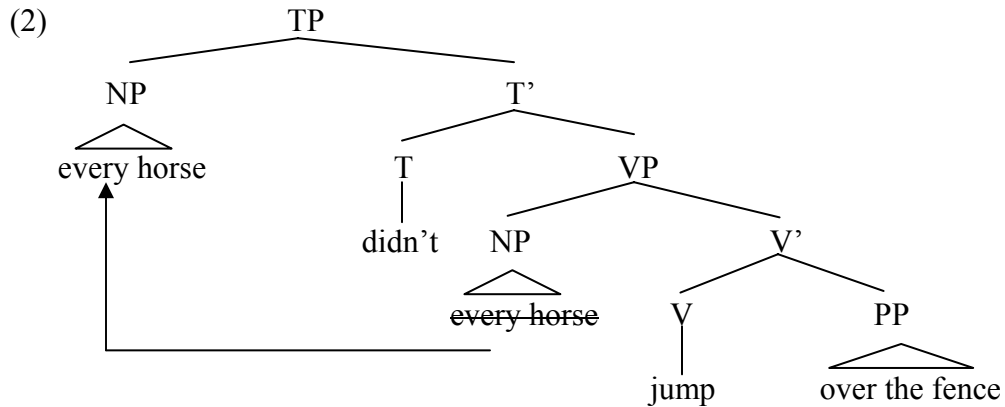 (2) TP
NP T’
every horse T VP
didn’t NP V’
every horse V PP
jump over the fence